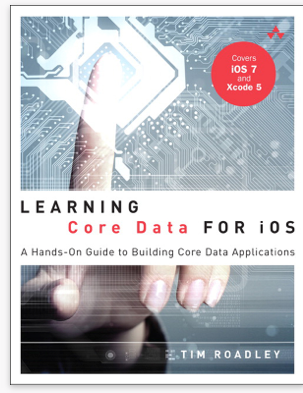 Covers
iOS 7
and
Xcode 5
LEARNING
Core Data FOR iOS
A Hands-On Guide to Building Core Data Applications
TIM ROADLEY